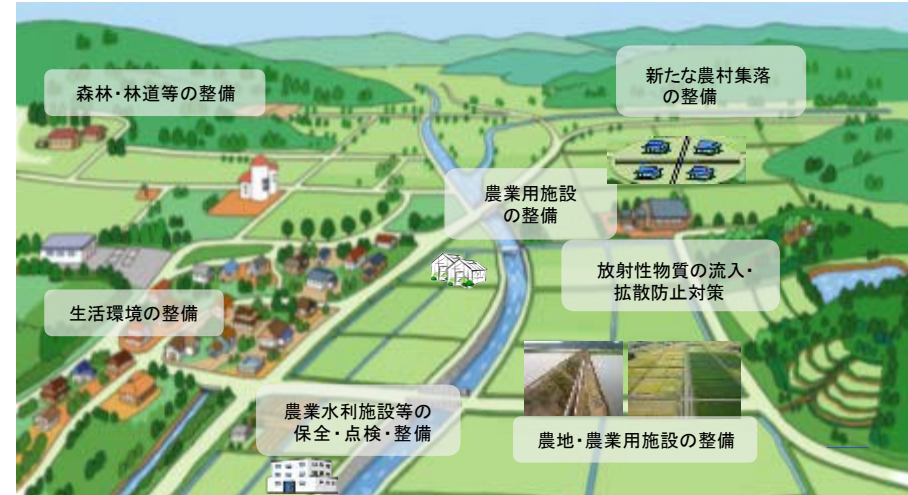 森林・林道等の整備
新たな農村集落
の整備
農業用施設
の整備
放射性物質の流入・
拡散防止対策
生活環境の整備
農業水利施設等の
保全・点検・整備
農地・農業用施設の整備